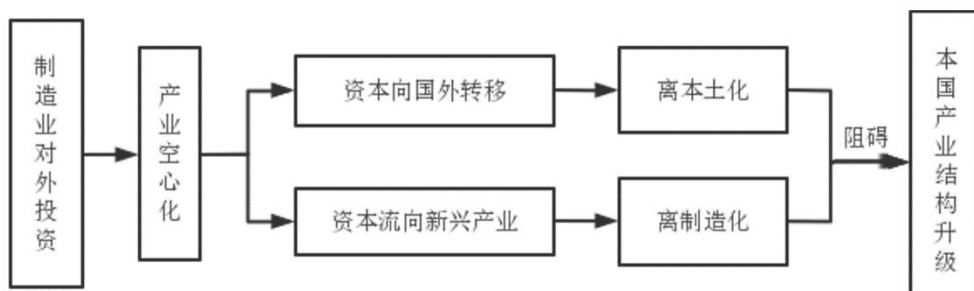 制造业对外投资
产业空心化
资本向国外转移
离本土化
资本流向新兴产业
离制造化
阻碍
本国产业结构升级